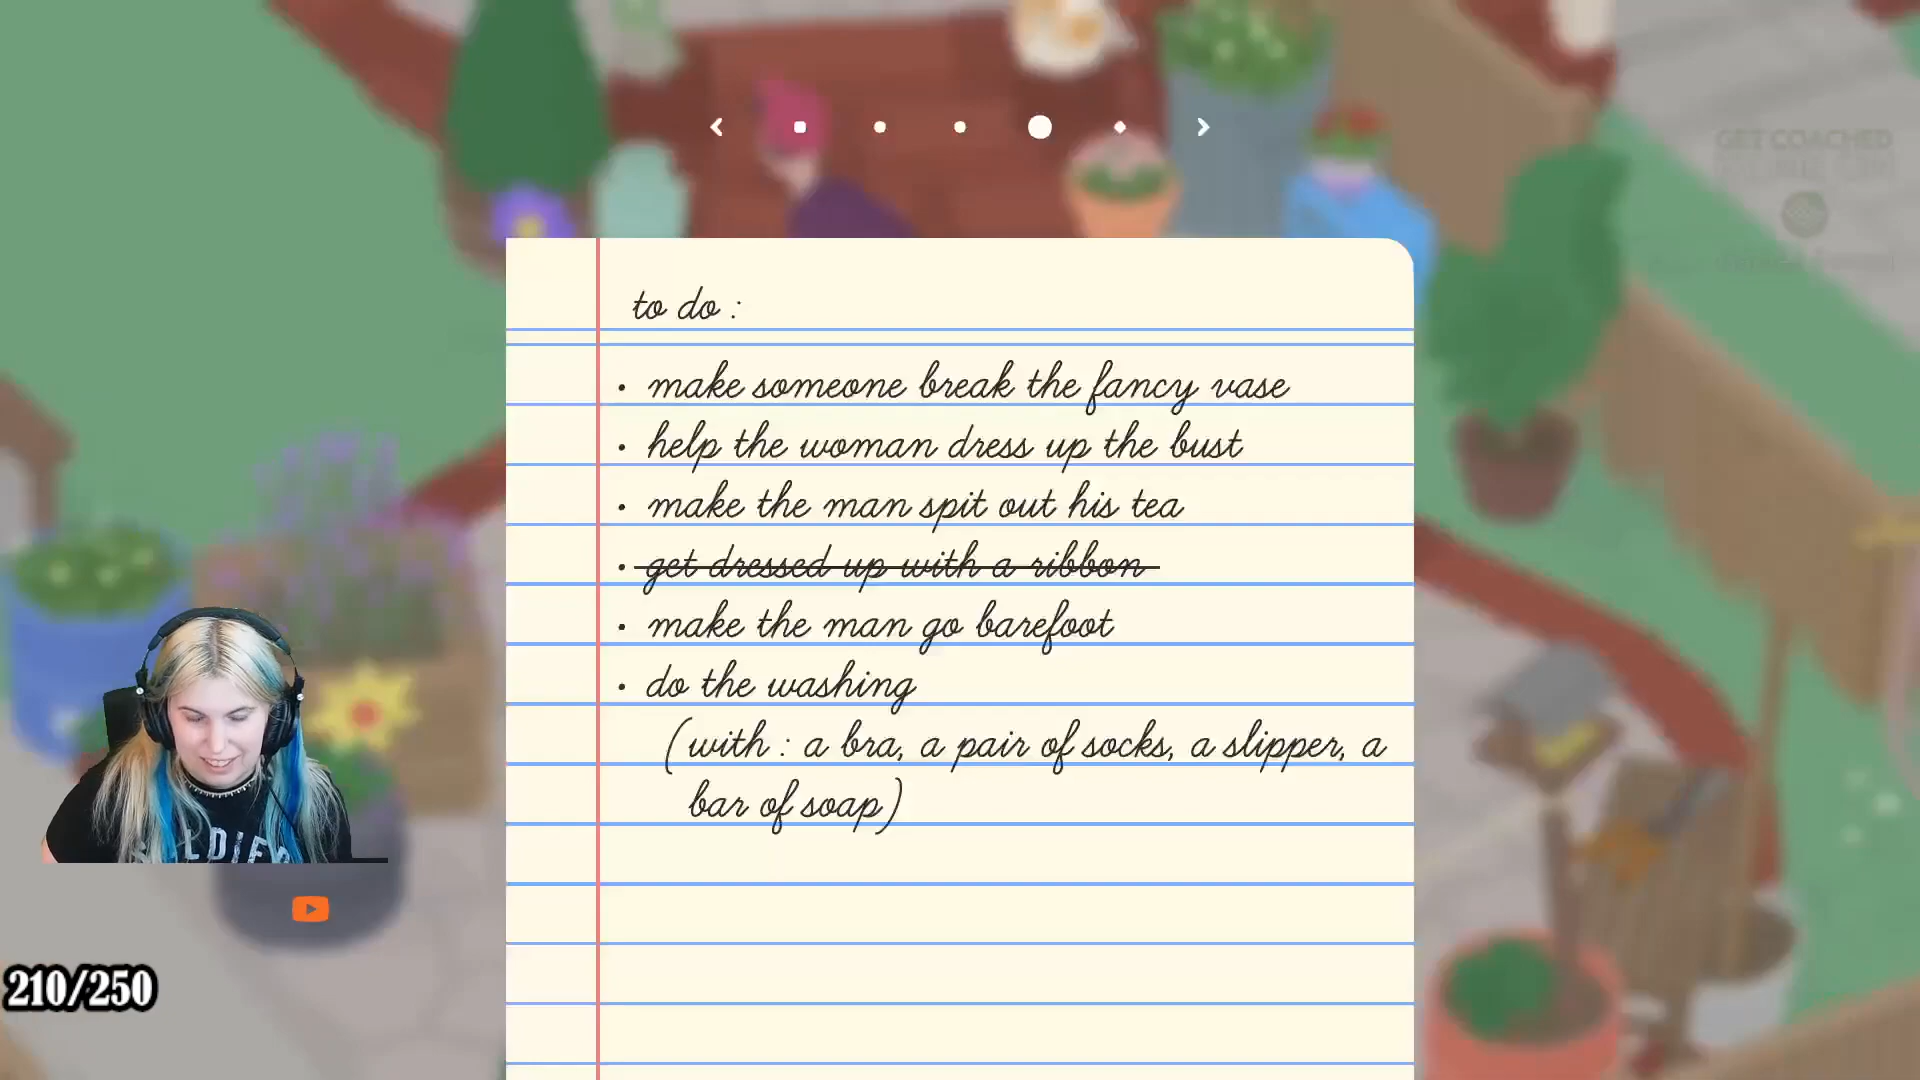 GET COACHED
to do :
• make someone break the fancy vase
• help the woman dress up the bust
• make the man spit out his tea
• get dressed up with a ribbon
• make the man go barefoot
• do the washing
(with : a bra, a pair of socks, a slipper, a
bar of soap)
210/250